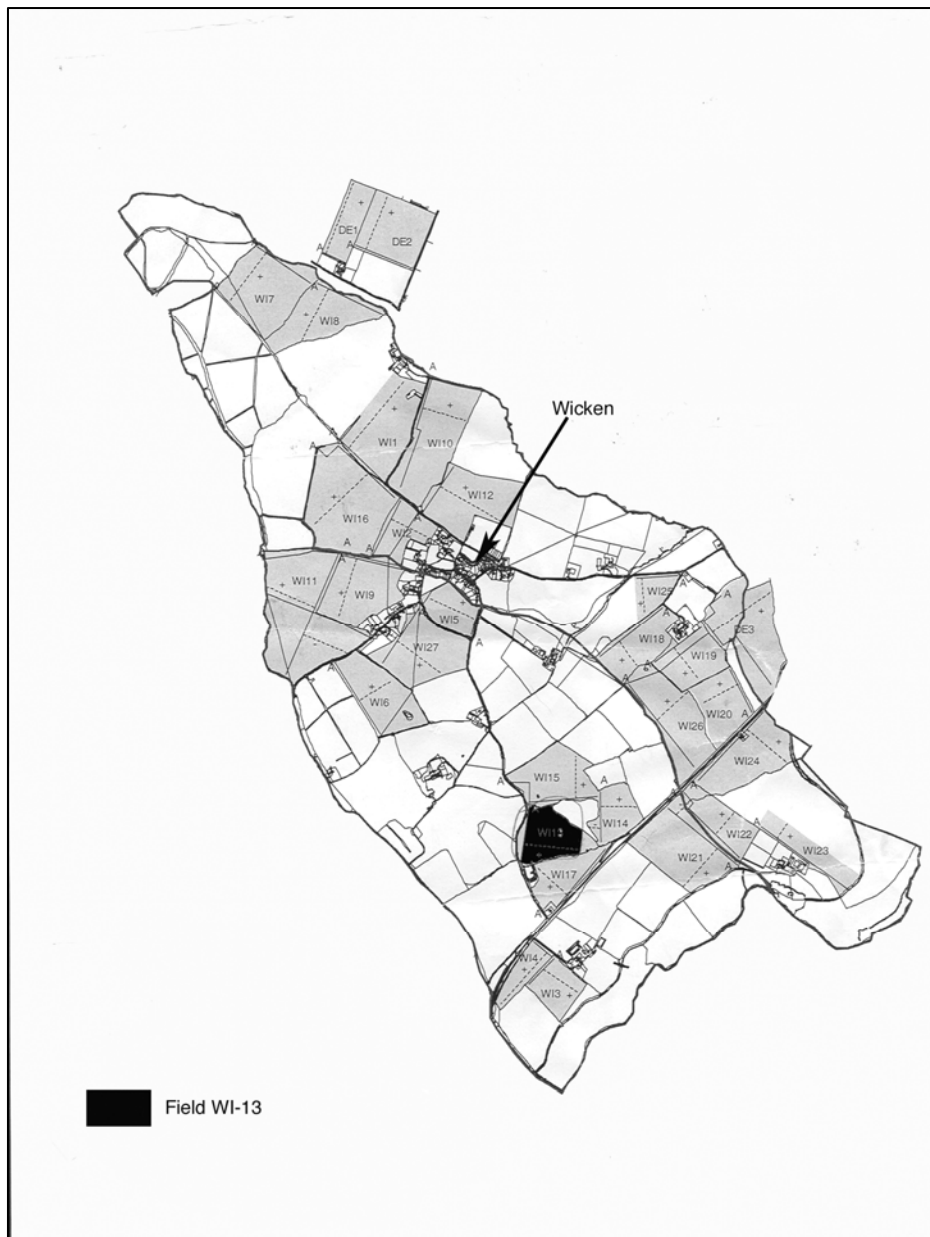 DE1
DE2
A
A
WI7
A
WI8
A
Wicken
A
WI1
WI10
A
WI12
A
WI16
A
A
A
WI11
WI9
WI25
A
A
A
WI5
WI18
DE3
A
WI27
WI19
A
A
WI6
A
WI20
A
WI26
WI24
WI15
A
A
A
A
WI14
A
WI13
WI22
WI23
WI21
A
WI17
A
WI4
A
WI3
Field WI-13